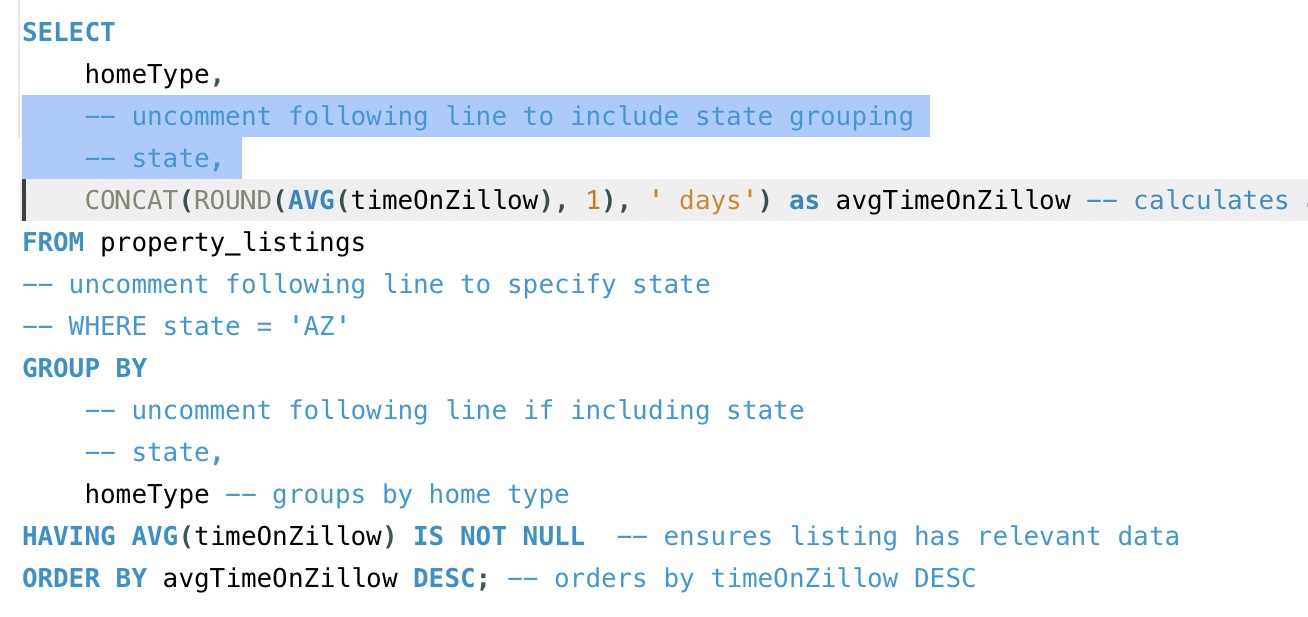 SELECT
    homeType,
    -- uncomment following line to include state grouping
    -- state,
    CONCAT(ROUND(AVG(timeOnZillow), 1), ' days') as avgTimeOnZillow -- calculates
FROM property_listings
-- uncomment following line to specify state
-- WHERE state = 'AZ'
GROUP BY
    -- uncomment following line if including state
    -- state,
    homeType -- groups by home type
HAVING AVG(timeOnZillow) IS NOT NULL  -- ensures listing has relevant data
ORDER BY avgTimeOnZillow DESC; -- orders by timeOnZillow DESC